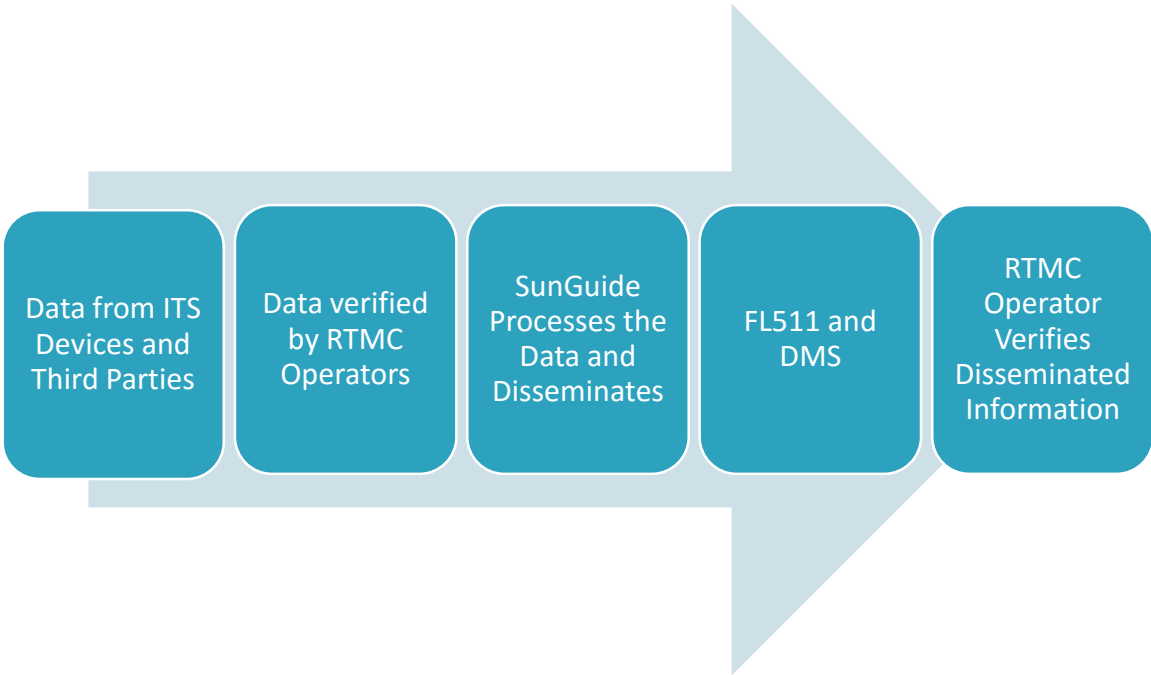 Data from ITS
Devices and
Third Parties
Data verified
by RTMC
Operators
SunGuide
Processes the
Data and
Disseminates
FL511 and
DMS
RTMC
Operator
Verifies
Disseminated
Information